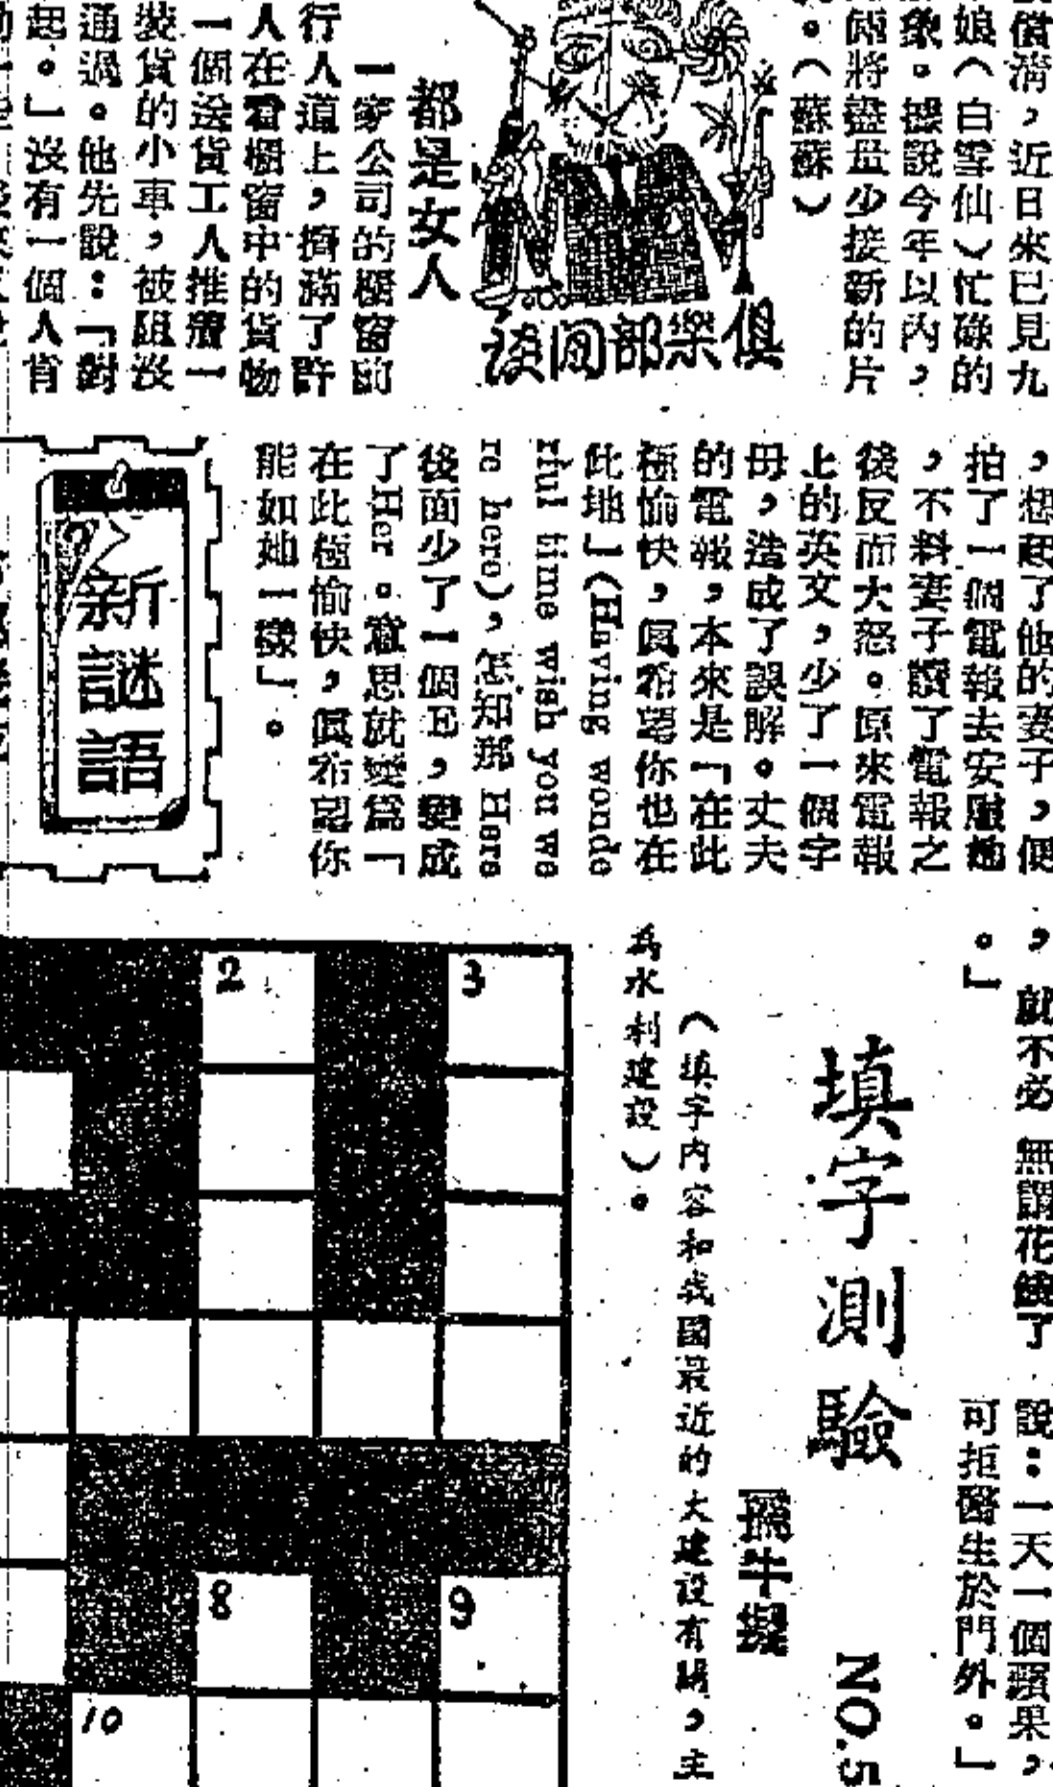 備清，近日來已見九
娘（白雪仙）忙碌的
象。據說今年以內，
倆將盡量少接新的片
。（蘇蘇）
俱樂部間談
都是女人
一家公司的櫥窗前
行人道上，擠滿了許
人在看櫥窗中的貨物
一個送貨工人推着一
裝貨的小車，被阻沒
通過。他先說：「對
起。」沒有一個人肯
，想起了他的妻子，便
拍了一個電報去安慰她
，不料妻子讀了電報之
後反而大怒。原來電報
上的英文，少了一個字
母，造成了誤解。丈夫
的電報，本來是「在此
極愉快，眞希望你也在
此地」(Having wonde
rful time wish you we
re here)，怎知那 Here
後面少了一個E，變成
了Her。意思就變爲「
在此極愉快，眞希望你
能如她一樣」。
新謎語
，就不必無謂花錢了
。」
說：一天一個蘋果，
可拒醫生於門外。」
填字測驗 NO.5
牛擬
（填字內容和我國最近的大建設有關，主
為水利建設）。
2
3
8
9
10